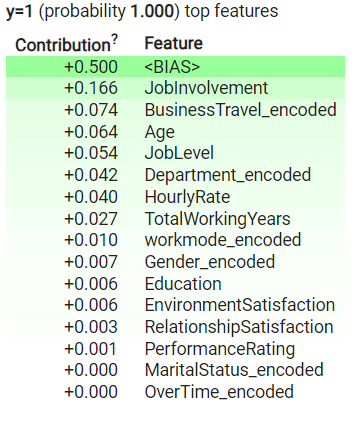 y=1 (probability 1.000) top features
Contribution? Feature
+0.500 <BIAS>
+0.166 JobInvolvement
+0.074 BusinessTravel_encoded
+0.064 Age
+0.054 JobLevel
+0.042 Department_encoded
+0.040 HourlyRate
+0.027 TotalWorkingYears
+0.010 workmode_encoded
+0.007 Gender_encoded
+0.006 Education
+0.006 EnvironmentSatisfaction
+0.003 RelationshipSatisfaction
+0.001 PerformanceRating
+0.000 MaritalStatus_encoded
+0.000 OverTime_encoded